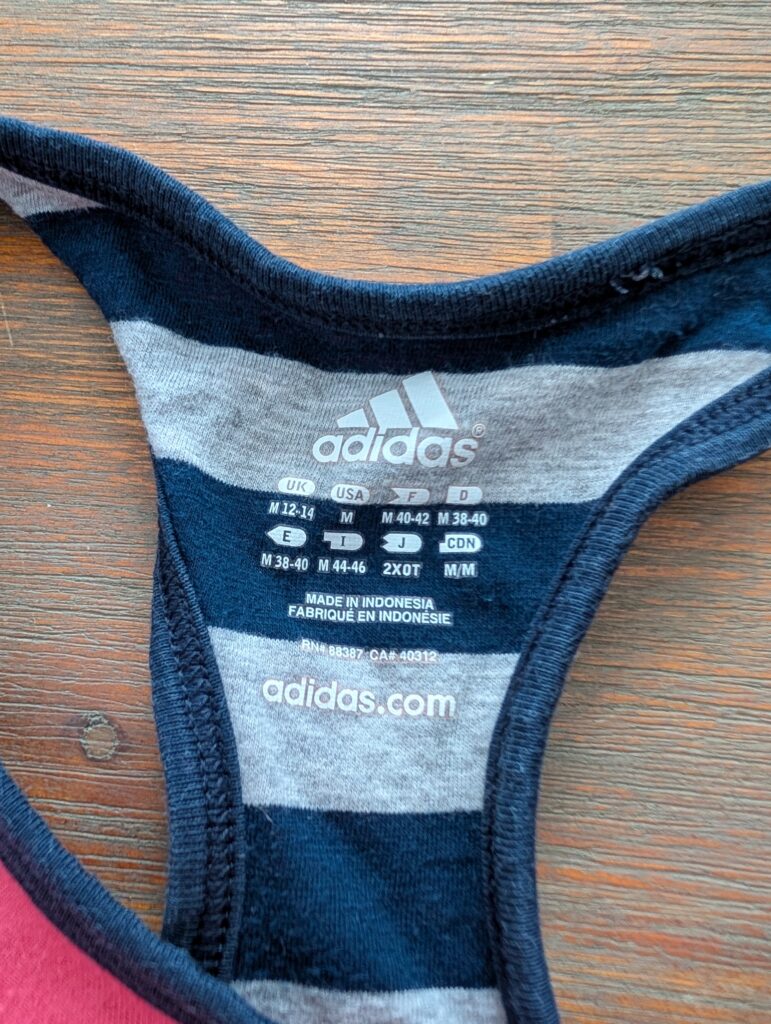 adidas®
UK USA F D
M 12-14 M M 40-42 M 38-40
E I J CDN
M 38-40 M 44-46 2XOT M/M
MADE IN INDONESIA
FABRIQUÉ EN INDONÉSIE
RN# 88387 CA# 40312
adidas.com